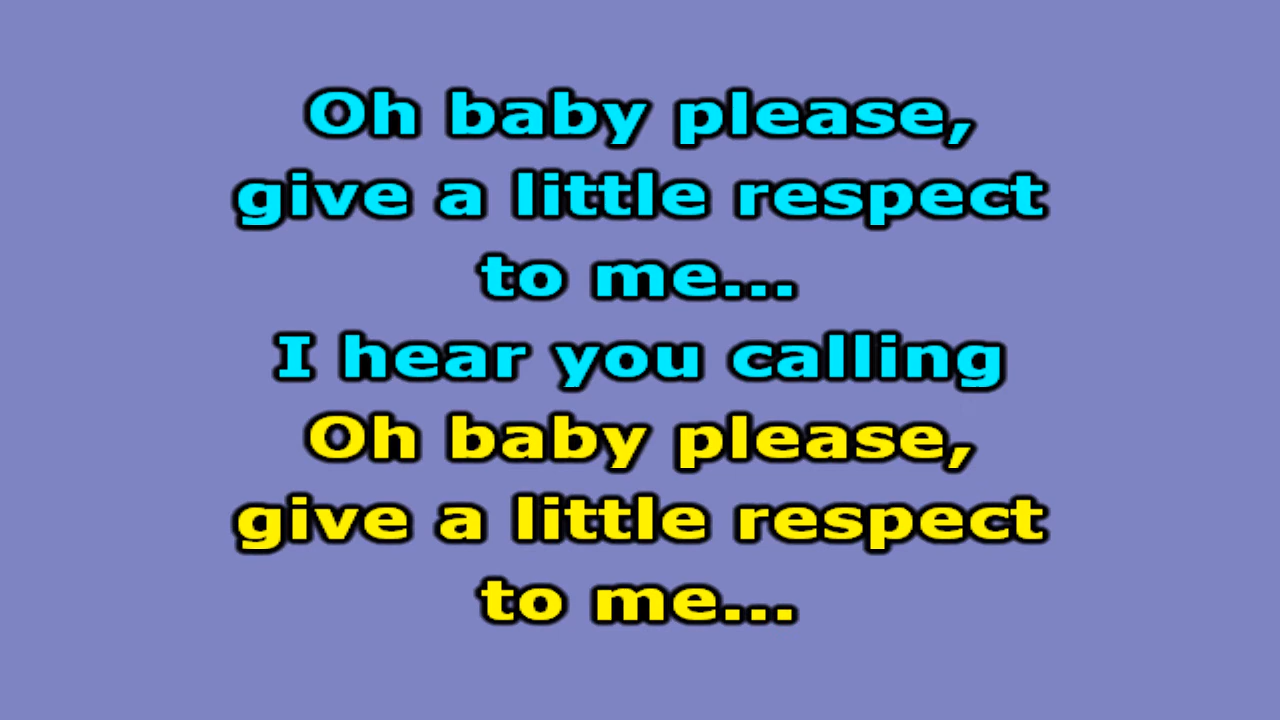 Oh baby please,
give a little respect
to me...
I hear you calling
Oh baby please,
give a little respect
to me...